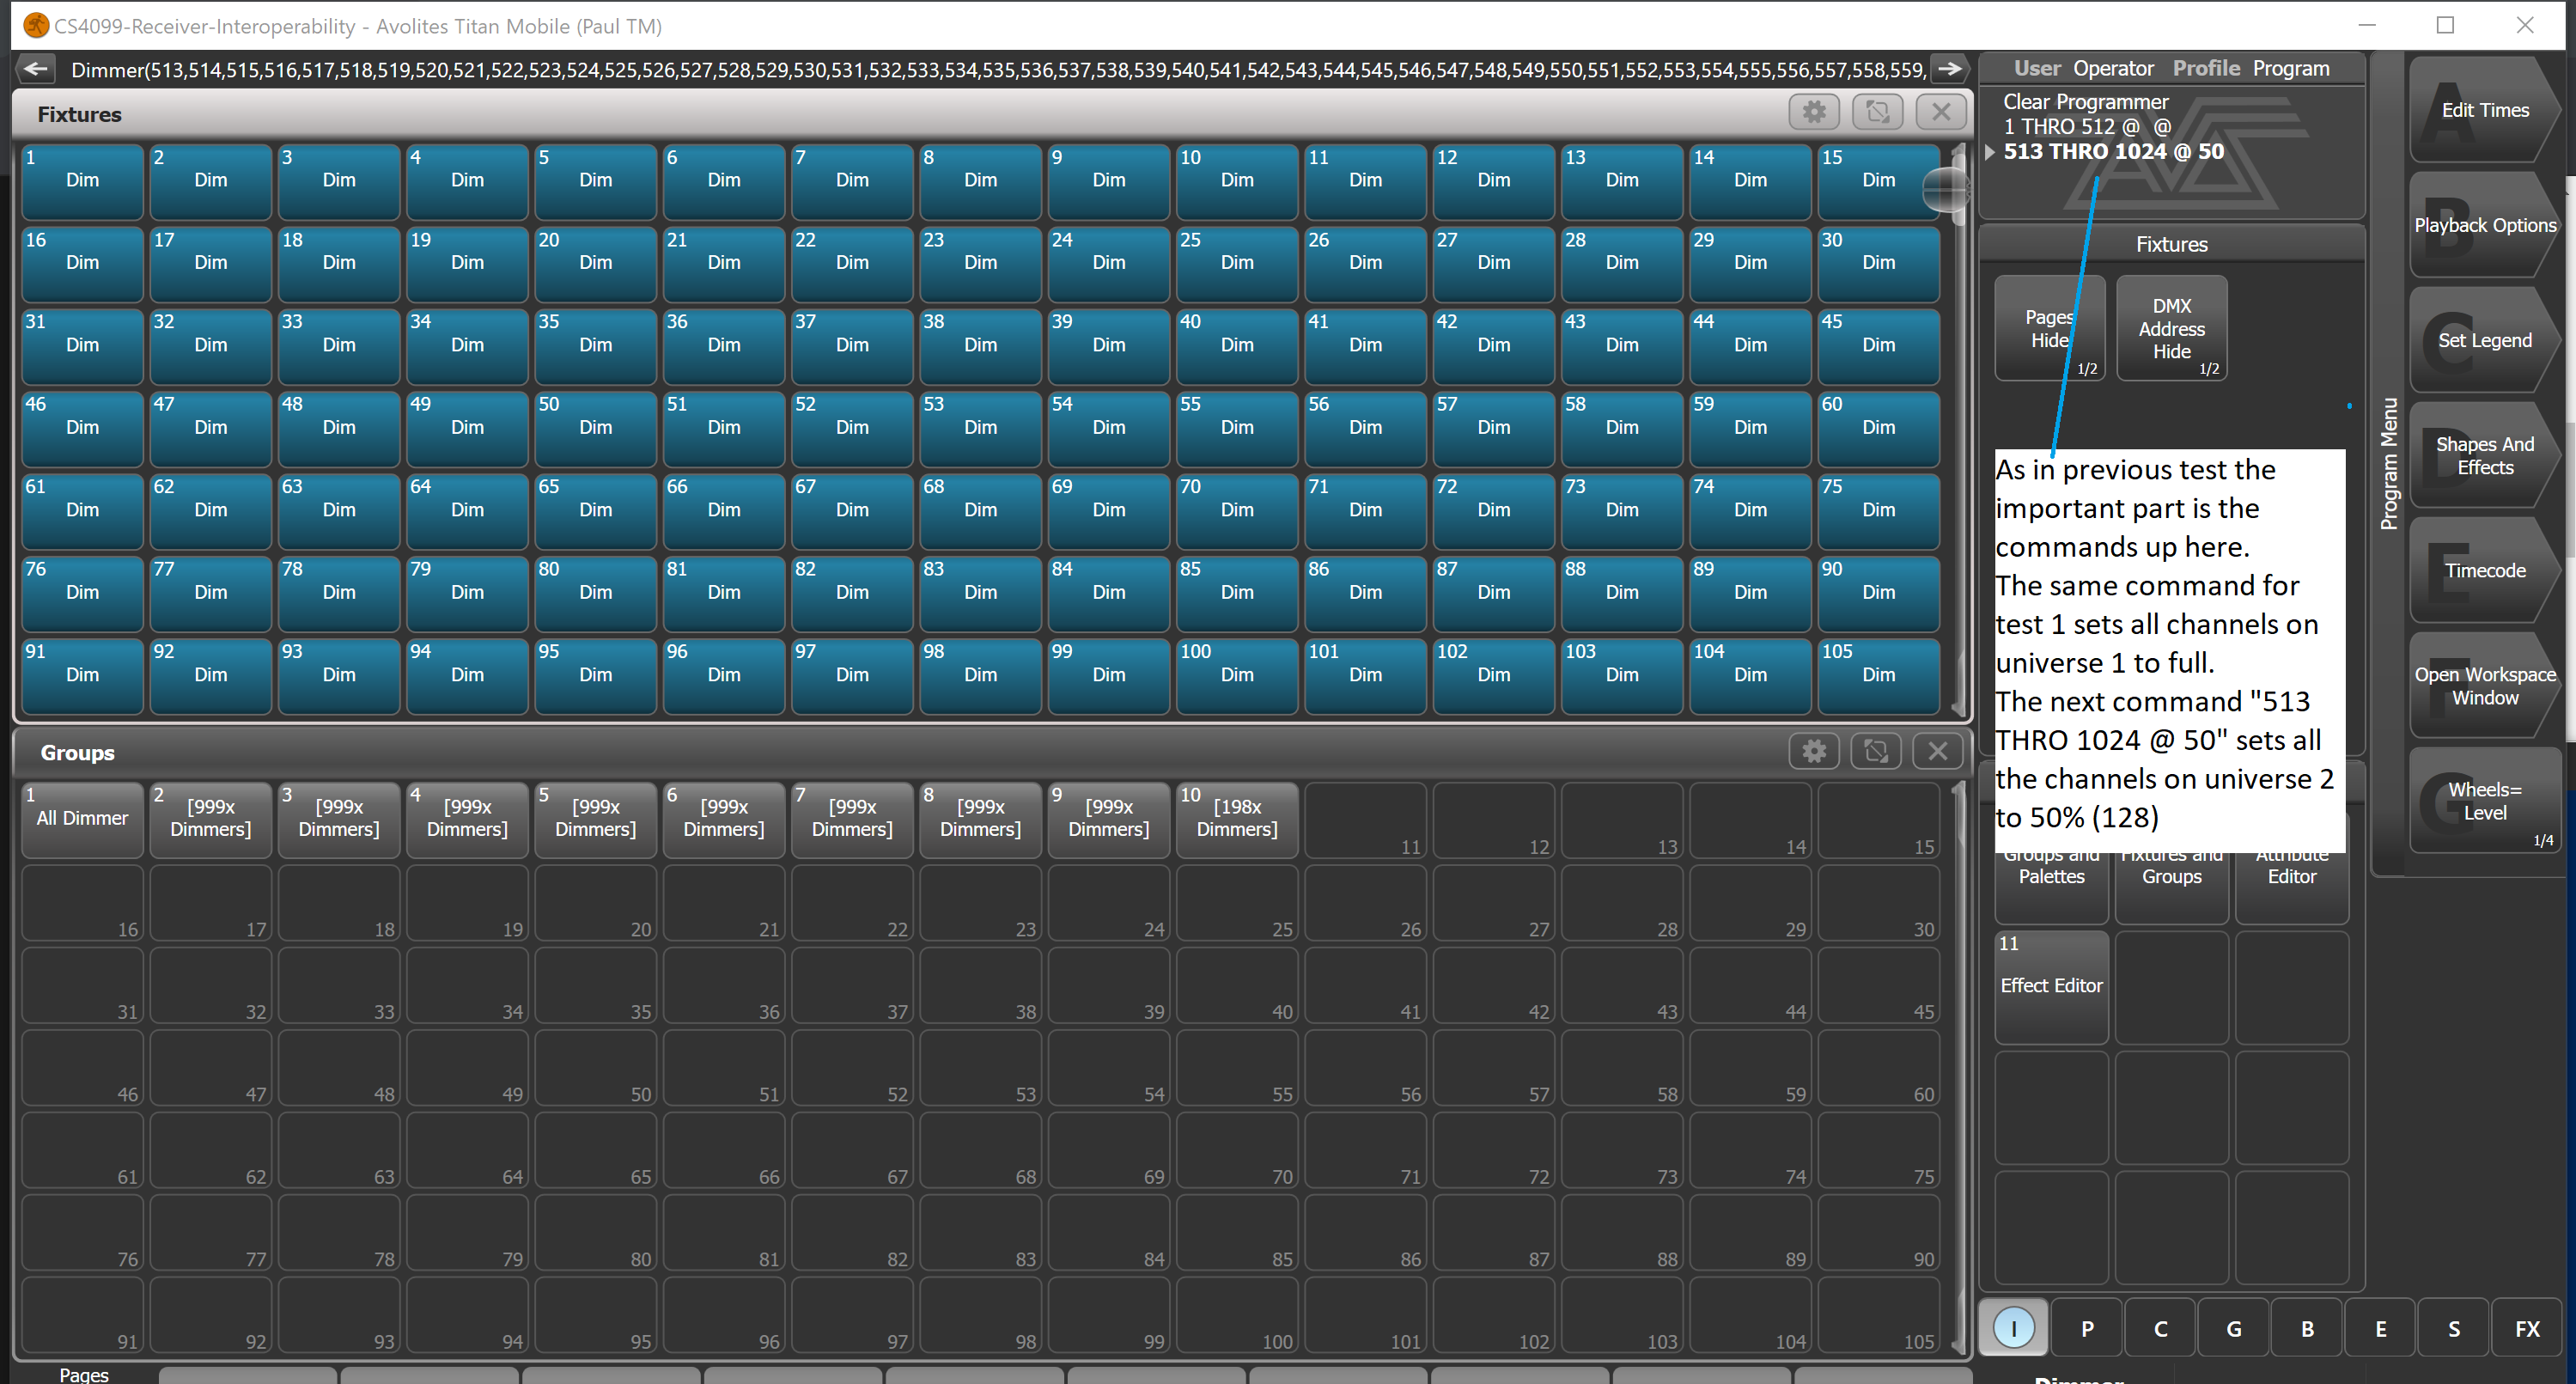 CS4099-Receiver-Interoperability - Avolites Titan Mobile (Paul TM)
Dimmer(513,514,515,516,517,518,519,520,521,522,523,524,525,526,527,528,529,530,531,532,533,534,535,536,537,538,539,540,541,542,543,544,545,546,547,548,549,550,551,552,553,554,555,556,557,558,559,
Fixtures
1 2 3 4 5 6 7 8 9 10 11 12 13 14 15
Dim Dim Dim Dim Dim Dim Dim Dim Dim Dim Dim Dim Dim Dim Dim
16 17 18 19 20 21 22 23 24 25 26 27 28 29 30
Dim Dim Dim Dim Dim Dim Dim Dim Dim Dim Dim Dim Dim Dim Dim
31 32 33 34 35 36 37 38 39 40 41 42 43 44 45
Dim Dim Dim Dim Dim Dim Dim Dim Dim Dim Dim Dim Dim Dim Dim
46 47 48 49 50 51 52 53 54 55 56 57 58 59 60
Dim Dim Dim Dim Dim Dim Dim Dim Dim Dim Dim Dim Dim Dim Dim
61 62 63 64 65 66 67 68 69 70 71 72 73 74 75
Dim Dim Dim Dim Dim Dim Dim Dim Dim Dim Dim Dim Dim Dim Dim
76 77 78 79 80 81 82 83 84 85 86 87 88 89 90
Dim Dim Dim Dim Dim Dim Dim Dim Dim Dim Dim Dim Dim Dim Dim
91 92 93 94 95 96 97 98 99 100 101 102 103 104 105
Dim Dim Dim Dim Dim Dim Dim Dim Dim Dim Dim Dim Dim Dim Dim
Groups
1 2 3 4 5 6 7 8 9 10
All Dimmer [999x [999x [999x [999x [999x [999x [999x [999x [198x
Dimmers] Dimmers] Dimmers] Dimmers] Dimmers] Dimmers] Dimmers] Dimmers] Dimmers]
11 12 13 14 15
16 17 18 19 20 21 22 23 24 25 26 27 28 29 30
31 32 33 34 35 36 37 38 39 40 41 42 43 44 45
46 47 48 49 50 51 52 53 54 55 56 57 58 59 60
61 62 63 64 65 66 67 68 69 70 71 72 73 74 75
76 77 78 79 80 81 82 83 84 85 86 87 88 89 90
91 92 93 94 95 96 97 98 99 100 101 102 103 104 105
Pages
User Operator Profile Program
Clear Programmer
1 THRO 512 @ @
513 THRO 1024 @ 50
Fixtures
Pages
Hide
1/2
DMX
Address
Hide
1/2
As in previous test the
important part is the
commands up here.
The same command for
test 1 sets all channels on
universe 1 to full.
The next command "513
THRO 1024 @ 50" sets all
the channels on universe 2
to 50% (128)
Groups and
Palettes
Fixtures and
Groups
Attribute
Editor
11
Effect Editor
I P C G B E S FX
Dimmer
Program Menu
A
Edit Times
B
Playback Options
C
Set Legend
D
Shapes And
Effects
E
Timecode
F
Open Workspace
Window
G
Wheels=
Level
1/4